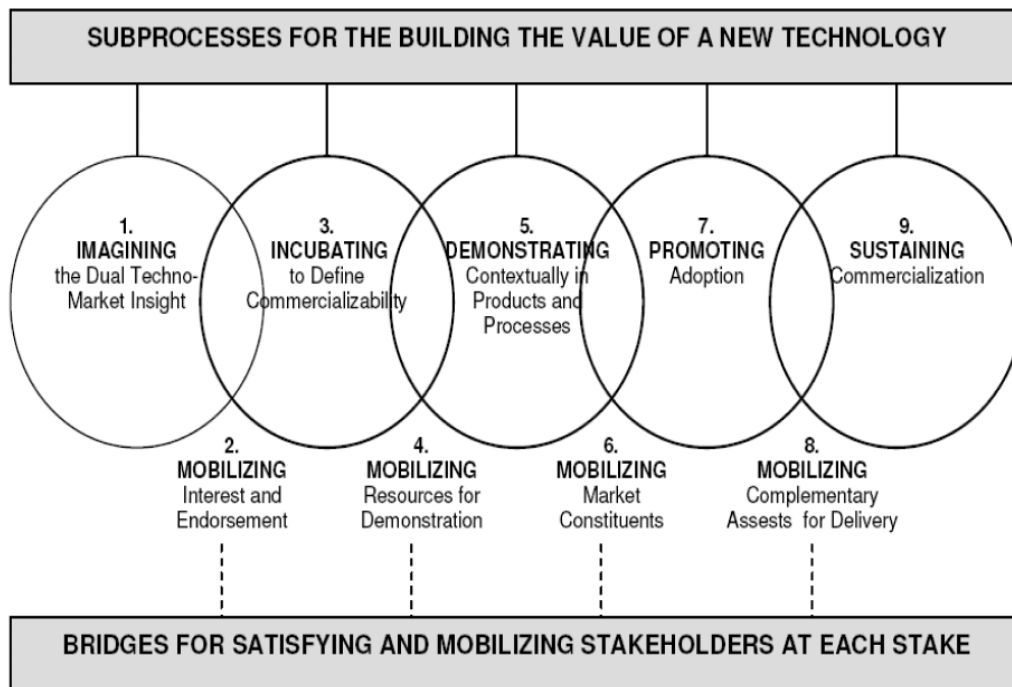 SUBPROCESSES FOR THE BUILDING THE VALUE OF A NEW TECHNOLOGY
1.
IMAGINING
the Dual Techno-
Market Insight
3.
INCUBATING
to Define
Commercializability
5.
DEMONSTRATING
Contextually in
Products and
Processes
7.
PROMOTING
Adoption
9.
SUSTAINING
Commercialization
2.
MOBILIZING
Interest and
Endorsement
4.
MOBILIZING
Resources for
Demonstration
6.
MOBILIZING
Market
Constituents
8.
MOBILIZING
Complementary
Assests for Delivery
BRIDGES FOR SATISFYING AND MOBILIZING STAKEHOLDERS AT EACH STAKE